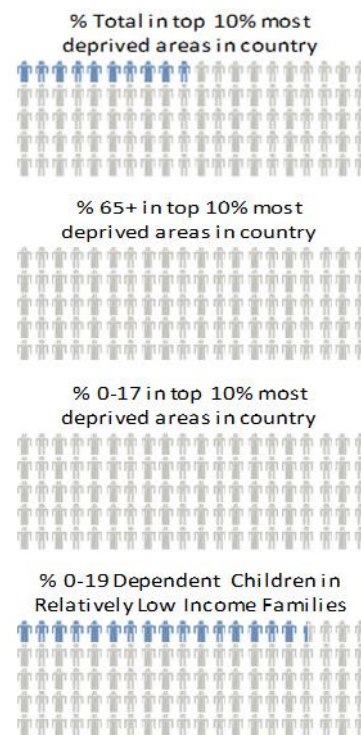 % Total in top 10% most
deprived areas in country
% 65+ in top 10% most
deprived areas in country
% 0-17 in top 10% most
deprived areas in country
% 0-19 Dependent Children in
Relatively Low Income Families